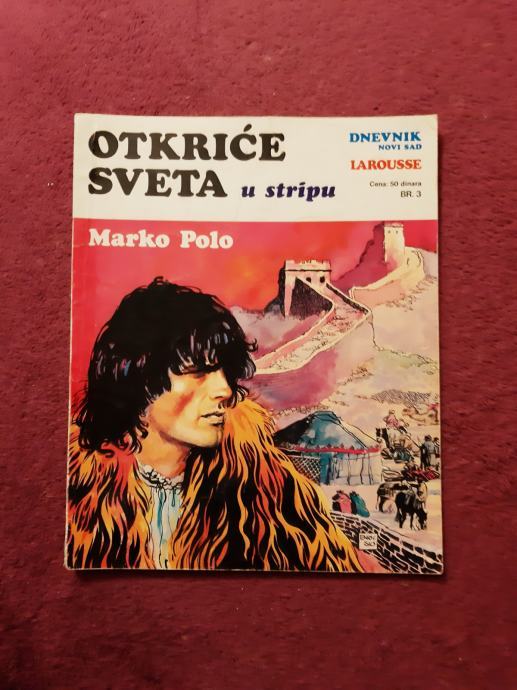 OTKRIĆE
SVETA u stripu
DNEVNIK
NOVI SAD
LAROUSSE
Cena: 50 dinara
BR. 3
Marko Polo